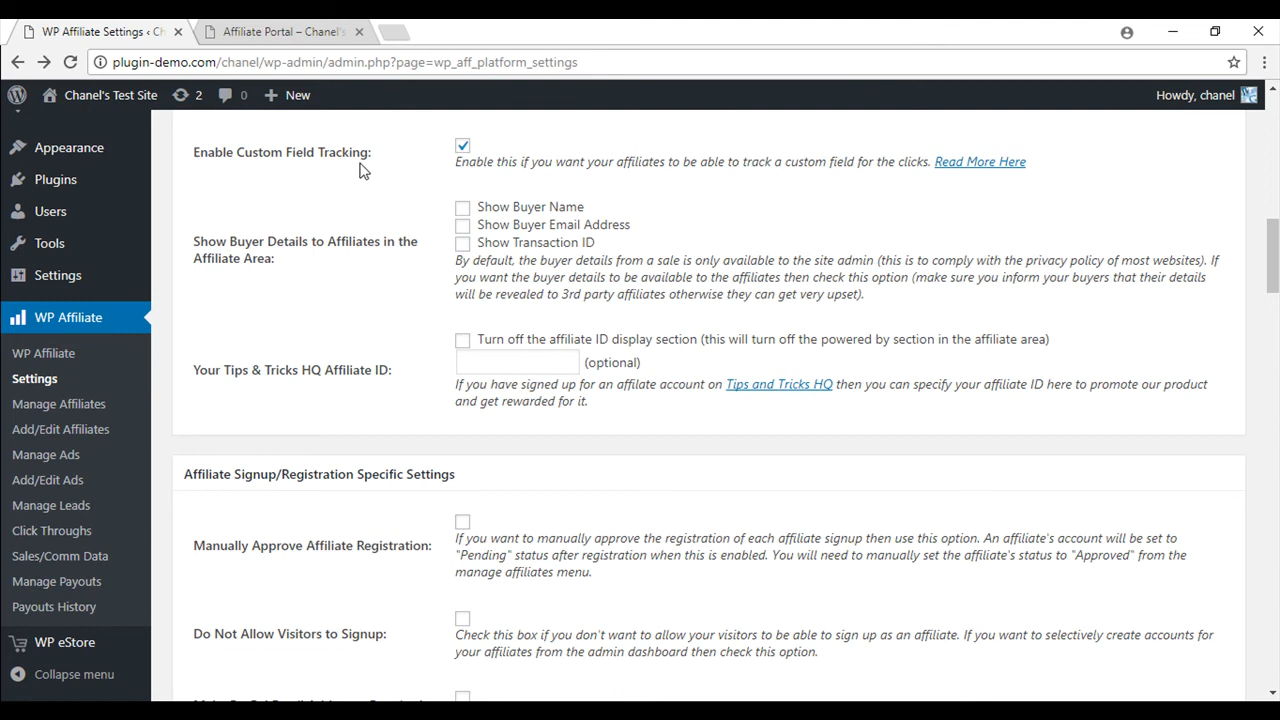 WP Affiliate Settings ‹ Ch
Affiliate Portal – Chanel's
plugin-demo.com/chanel/wp-admin/admin.php?page=wp_aff_platform_settings
Chanel's Test Site
2
0
New
Howdy, chanel
Appearance
Plugins
Users
Tools
Settings
WP Affiliate
WP Affiliate
Settings
Manage Affiliates
Add/Edit Affiliates
Manage Ads
Add/Edit Ads
Manage Leads
Click Throughs
Sales/Comm Data
Manage Payouts
Payouts History
WP eStore
Collapse menu
Enable Custom Field Tracking:
Enable this if you want your affiliates to be able to track a custom field for the clicks. Read More Here
Show Buyer Details to Affiliates in the
Affiliate Area:
Show Buyer Name
Show Buyer Email Address
Show Transaction ID
By default, the buyer details from a sale is only available to the site admin (this is to comply with the privacy policy of most websites). If
you want the buyer details to be available to the affiliates then check this option (make sure you inform your buyers that their details
will be revealed to 3rd party affiliates otherwise they can get very upset).
Your Tips & Tricks HQ Affiliate ID:
Turn off the affiliate ID display section (this will turn off the powered by section in the affiliate area)
(optional)
If you have signed up for an affilate account on Tips and Tricks HQ then you can specify your affiliate ID here to promote our product
and get rewarded for it.
Affiliate Signup/Registration Specific Settings
Manually Approve Affiliate Registration:
If you want to manually approve the registration of each affiliate signup then use this option. An affiliate's account will be set to
"Pending" status after registration when this is enabled. You will need to manually set the affiliate's status to "Approved" from the
manage affiliates menu.
Do Not Allow Visitors to Signup:
Check this box if you don't want to allow your visitors to be able to sign up as an affiliate. If you want to selectively create accounts for
your affiliates from the admin dashboard then check this option.